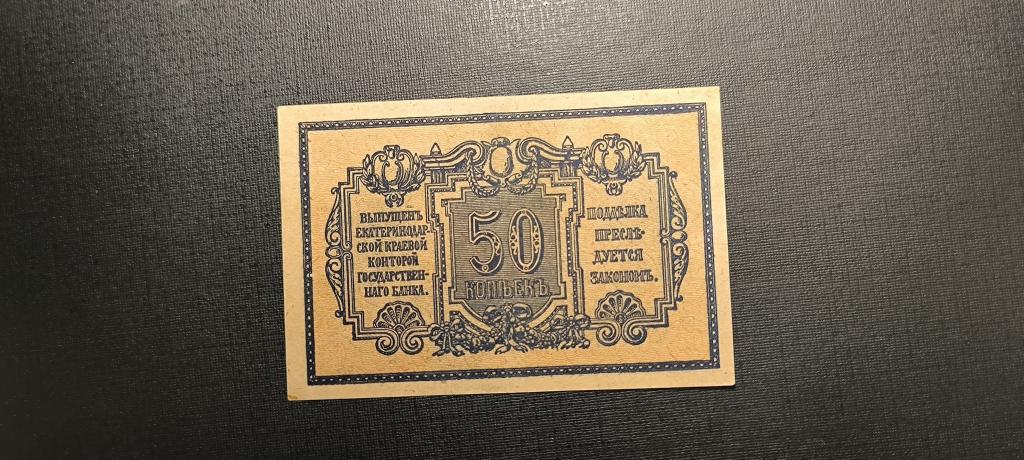 ВЫПУЩЕНЪ
ЕКАТЕРИНОДАР-
СКОЙ КРАЕВОЙ
КОНТОРОЙ
ГОСУДАРСТВЕН-
НАГО БАНКА.
50
КОПѢЕКЪ
ПОДДѢЛКА
ПРЕСЛѢ-
ДУЕТСЯ
ЗАКОНОМЪ.